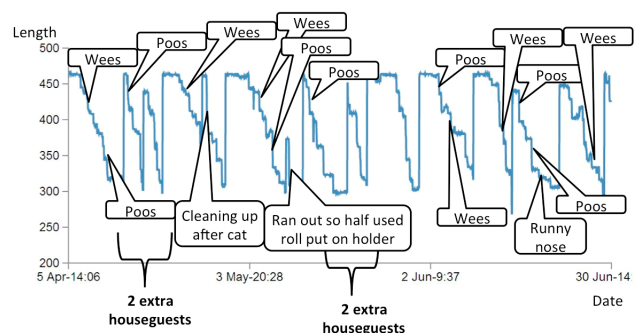 Length
500
450
400
350
300
250
200
Wees
Poos
Wees
Wees
Poos
Poos
Poos
Wees
Wees
Poos
Poos
Cleaning up
after cat
Ran out so half used
roll put on holder
Wees
Runny
nose
Poos
5 Apr-14:06
3 May-20:28
2 Jun-9:37
30 Jun-14
Date
2 extra
houseguests
2 extra
houseguests